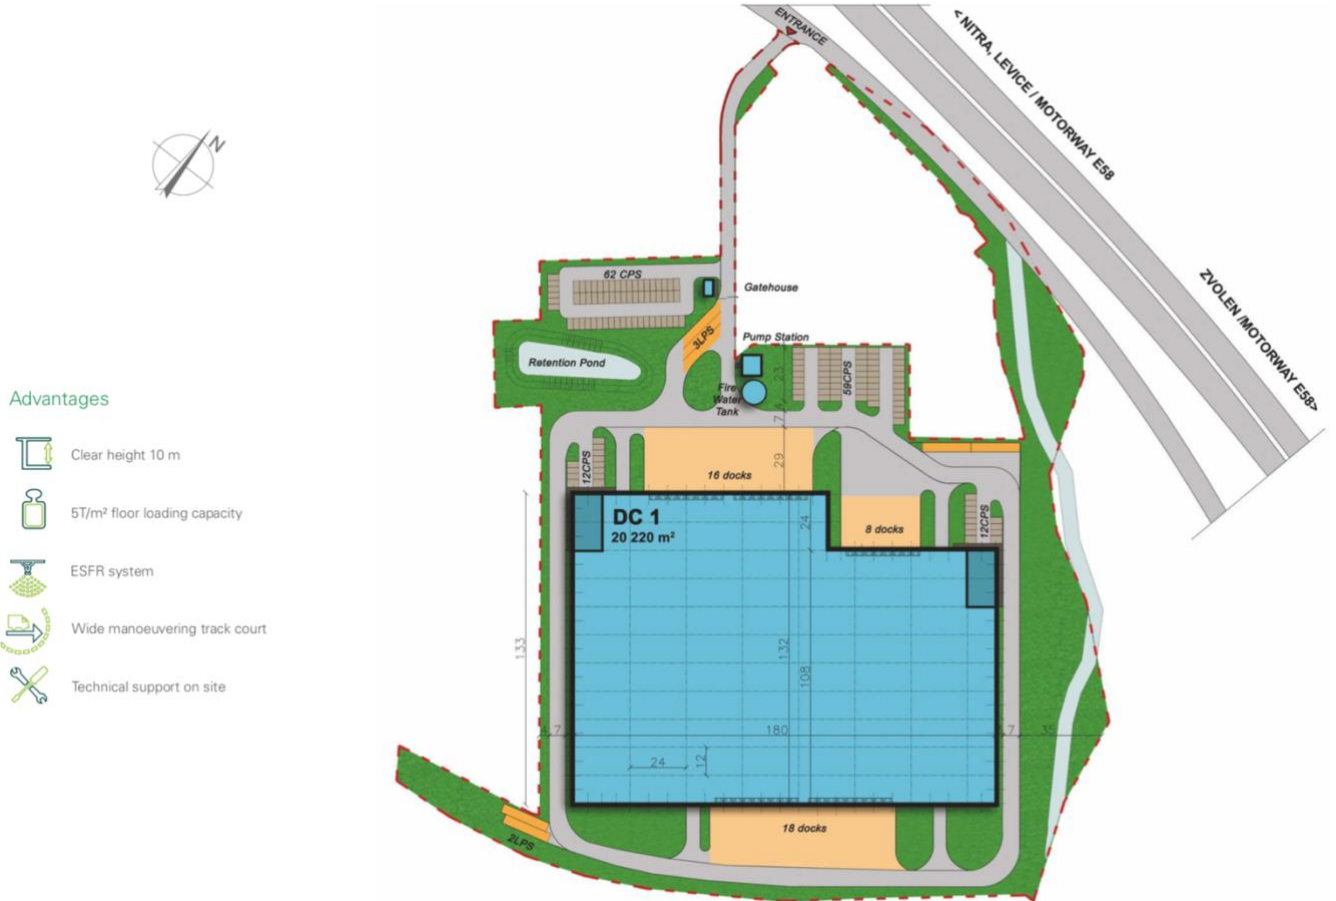 ENTRANCE
< NITRA, LEVICE / MOTORWAY E58
ZVOLEN /MOTORWAY E58>
N
62 CPS
Gatehouse
3LPS
Pump Station
Retention Pond
Fire
Water
Tank
23
59CPS
7
29
12CPS
16 docks
8 docks
12CPS
DC 1
20 220 m²
24
133
132
108
7
180
7
35
24
12
18 docks
2LPS
Advantages
Clear height 10 m
5T/m² floor loading capacity
ESFR system
Wide manoeuvering track court
Technical support on site